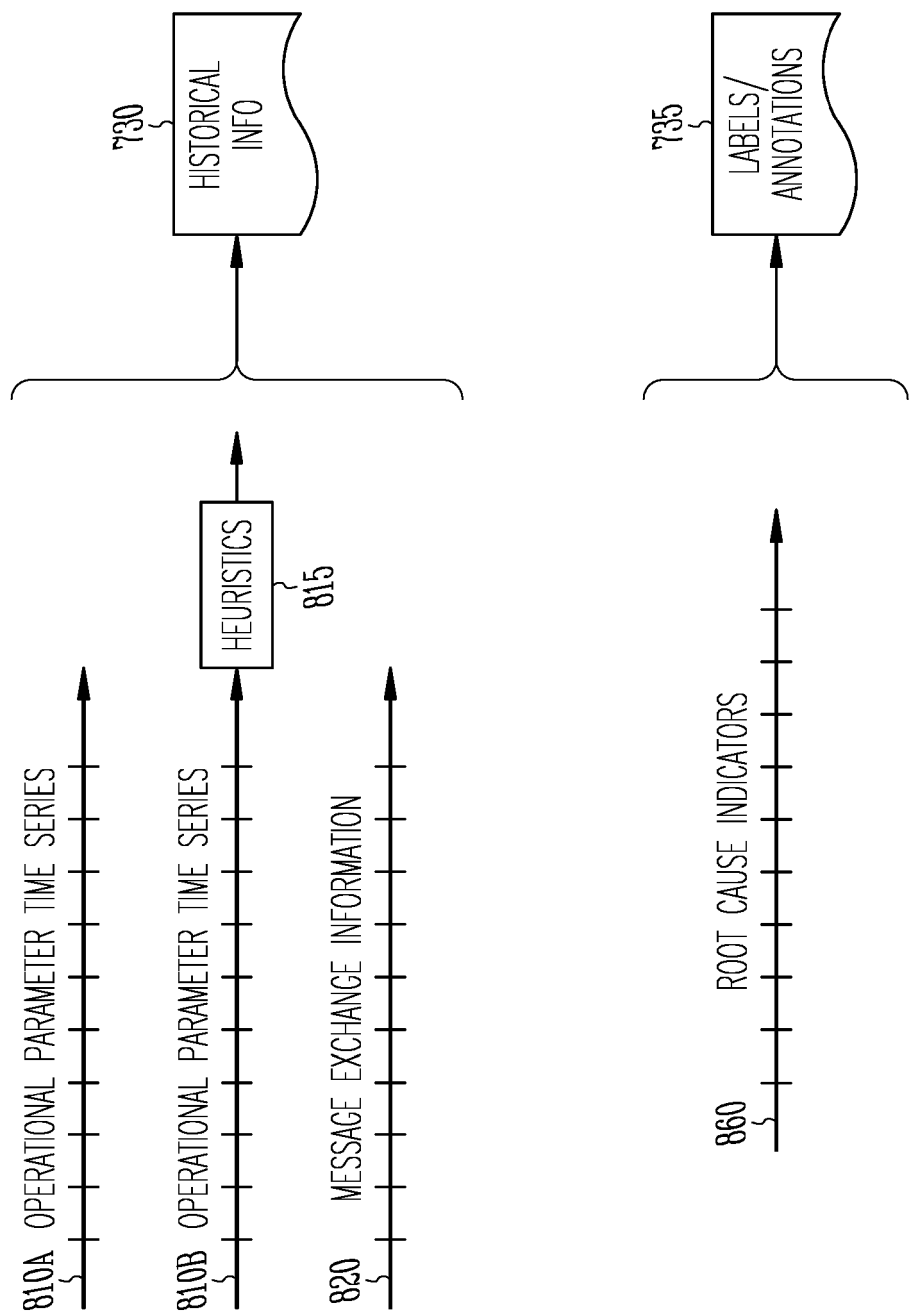 810A OPERATIONAL PARAMETER TIME SERIES
810B OPERATIONAL PARAMETER TIME SERIES
HEURISTICS
815
820 MESSAGE EXCHANGE INFORMATION
730
HISTORICAL
INFO
860
ROOT CAUSE INDICATORS
735
LABELS/
ANNOTATIONS